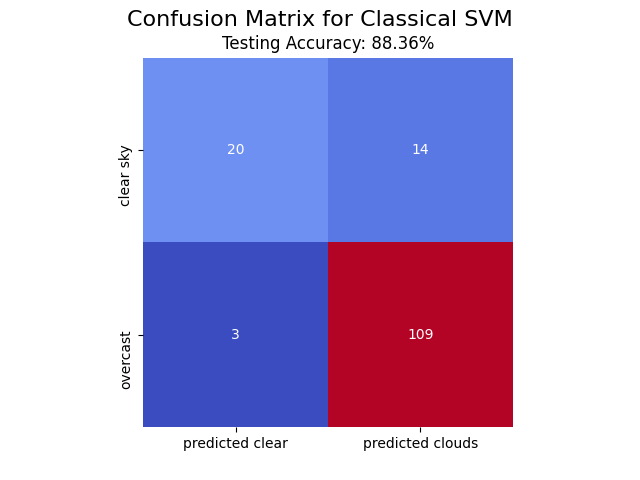 Confusion Matrix for Classical SVM
Testing Accuracy: 88.36%
clear sky
20
14
overcast
3
109
predicted clear
predicted clouds